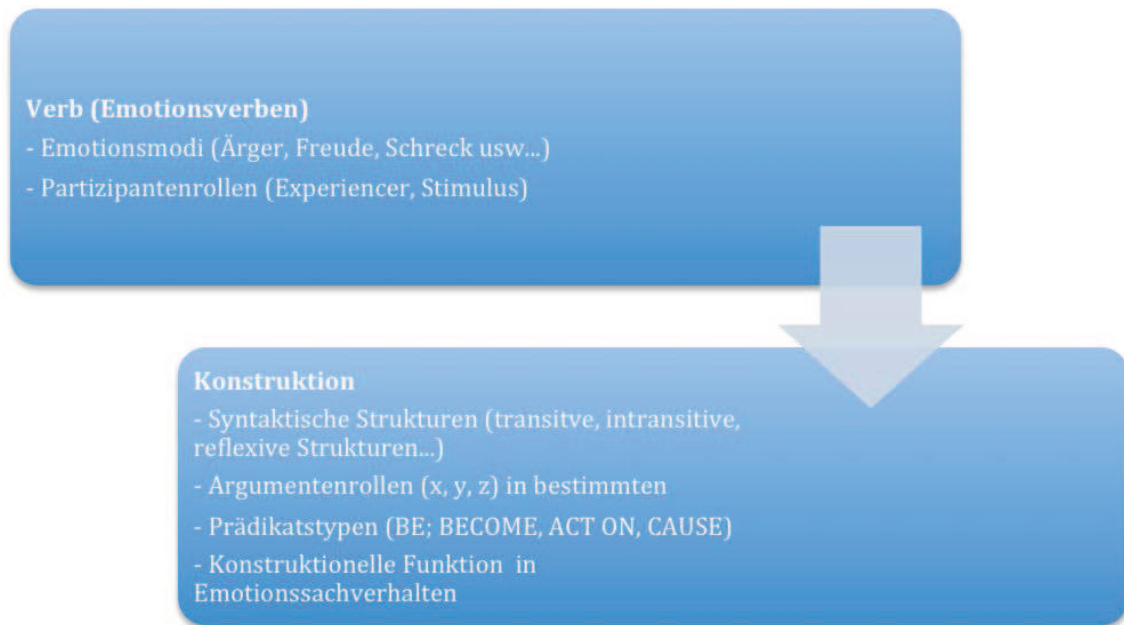 Verb (Emotionsverben)
- Emotionsmodi (Ärger, Freude, Schreck usw...)
- Partizipantenrollen (Experiencer, Stimulus)
Konstruktion
- Syntaktische Strukturen (transitve, intransitive,
reflexive Strukturen...)
- Argumentenrollen (x, y, z) in bestimmten
- Prädikatstypen (BE; BECOME, ACT ON, CAUSE)
- Konstruktionelle Funktion in
Emotionssachverhalten